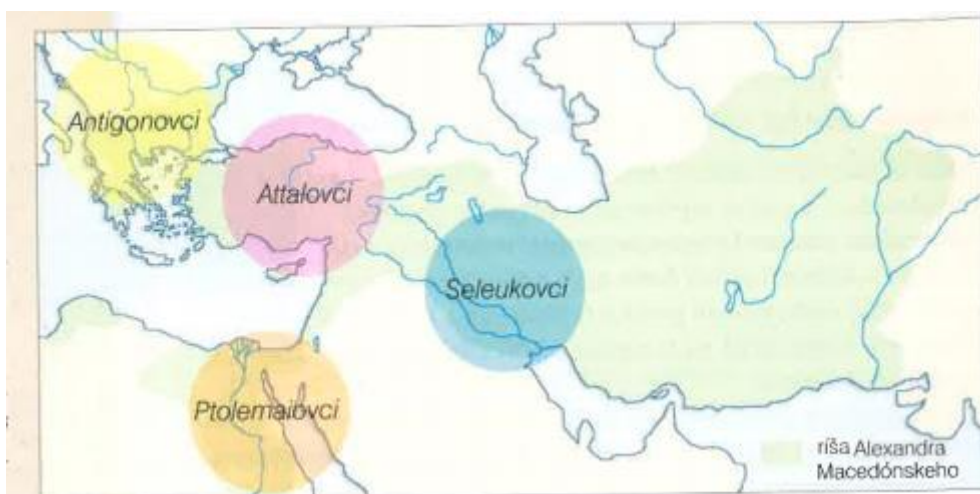 Antigonovci
Attalovci
Seleukovci
Ptolemaiovci
ríša Alexandra
Macedónskeho